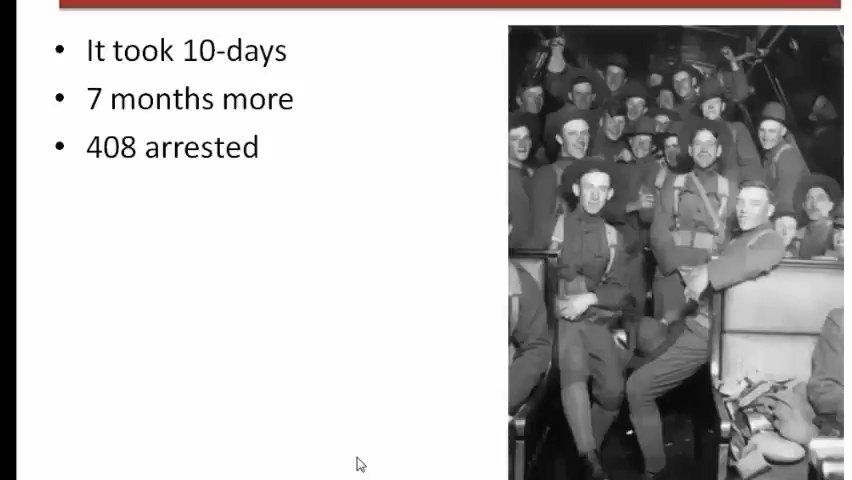 • It took 10-days
• 7 months more
• 408 arrested